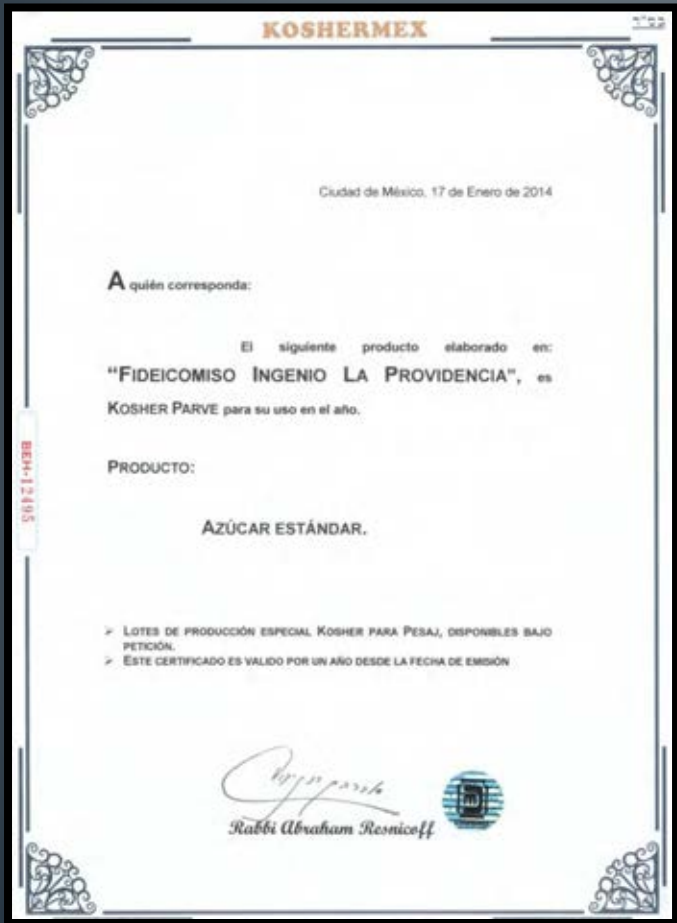 KOSHERMEX
בס"ד
Ciudad de México, 17 de Enero de 2014
A quién corresponda:
El siguiente producto elaborado en:
"FIDEICOMISO INGENIO LA PROVIDENCIA", es
KOSHER PARVE para su uso en el año.
PRODUCTO:
AZÚCAR ESTÁNDAR.
➢ LOTES DE PRODUCCIÓN ESPECIAL KOSHER PARA PESAJ, DISPONIBLES BAJO
PETICIÓN.
➢ ESTE CERTIFICADO ES VALIDO POR UN AÑO DESDE LA FECHA DE EMISIÓN
BEH-12495
Rabbi Abraham Resnicoff